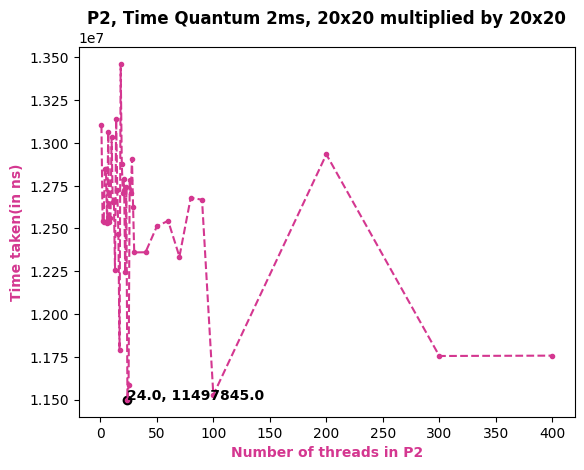 P2, Time Quantum 2ms, 20x20 multiplied by 20x20
1e7
1.350
1.325
1.300
1.275
1.250
1.225
1.200
1.175
1.150
Time taken(in ns)
24.0, 11497845.0
0 50 100 150 200 250 300 350 400
Number of threads in P2